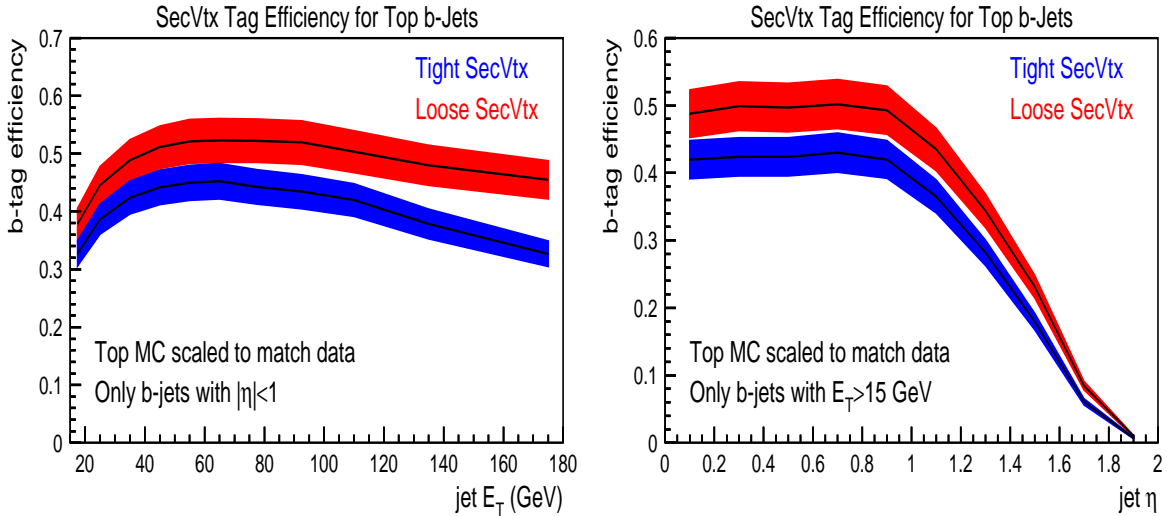 SecVtx Tag Efficiency for Top b-Jets
b-tag efficiency
0.7
0.6
0.5
0.4
0.3
0.2
0.1
0
Tight SecVtx
Loose SecVtx
Top MC scaled to match data
Only b-jets with |η|<1
20 40 60 80 100 120 140 160 180
jet E_T (GeV)
SecVtx Tag Efficiency for Top b-Jets
b-tag efficiency
0.6
0.5
0.4
0.3
0.2
0.1
0
Tight SecVtx
Loose SecVtx
Top MC scaled to match data
Only b-jets with E_T>15 GeV
0 0.2 0.4 0.6 0.8 1 1.2 1.4 1.6 1.8 2
jet η